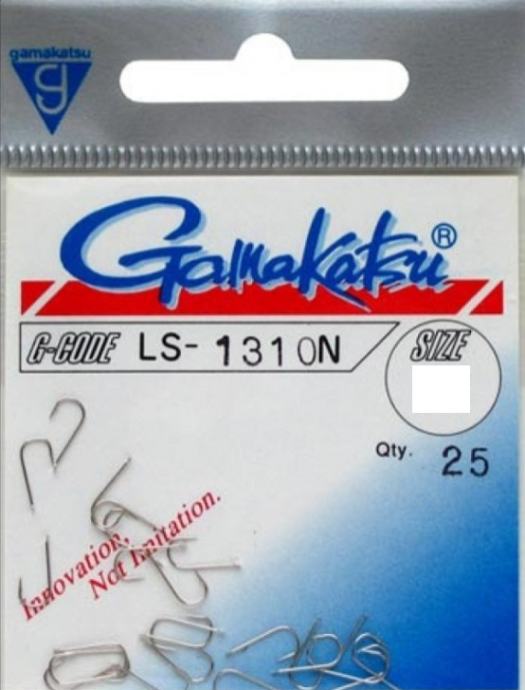 gamakatsu
g
Gamakatsu®
G-CODE LS-1310N
SIZE
Qty. 25
Innovation,
Not Imitation.